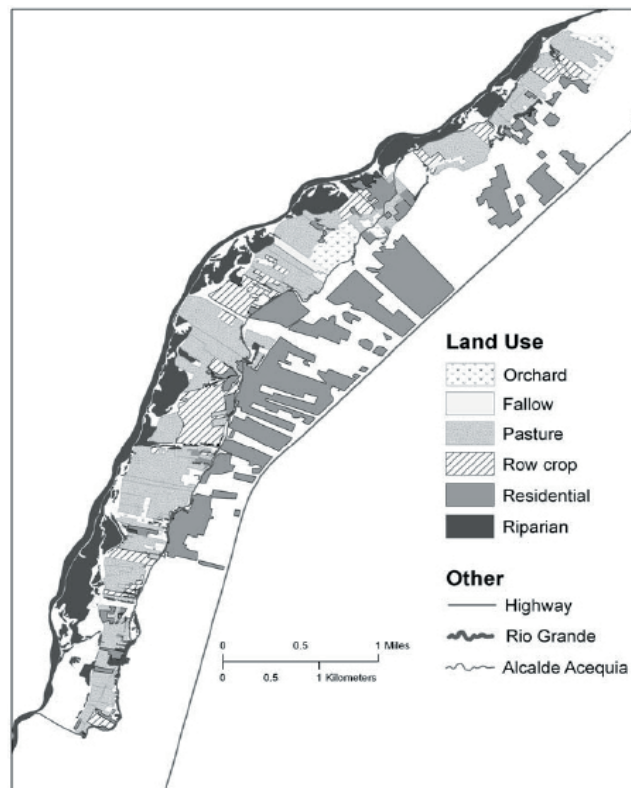 Land Use
Orchard
Fallow
Pasture
Row crop
Residential
Riparian
Other
Highway
Rio Grande
Alcalde Acequia
0 0.5 1 Miles
0 0.5 1 Kilometers